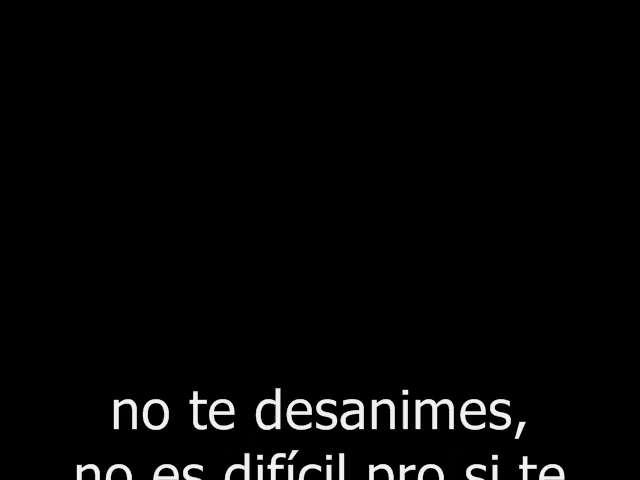 no te desanimes,
no es difícil pro si te